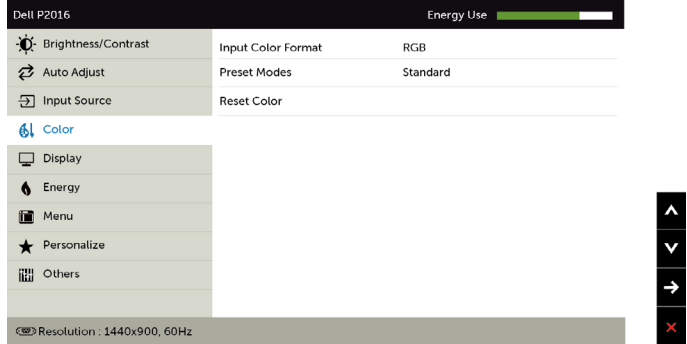 Dell P2016 Energy Use
Brightness/Contrast
Input Color Format RGB
Auto Adjust
Preset Modes Standard
Input Source
Reset Color
Color
Display
Energy
Menu
Personalize
Others
Resolution : 1440x900, 60Hz